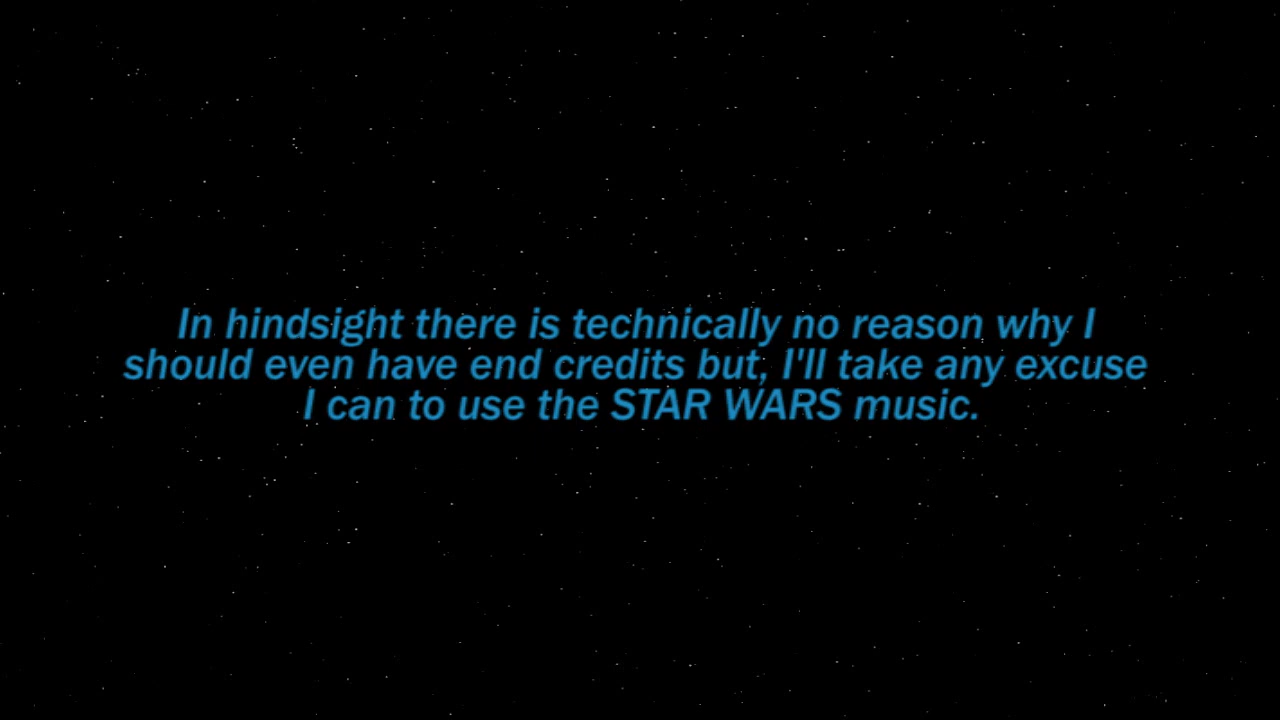 In hindsight there is technically no reason why I
should even have end credits but, I'll take any excuse
I can to use the STAR WARS music.